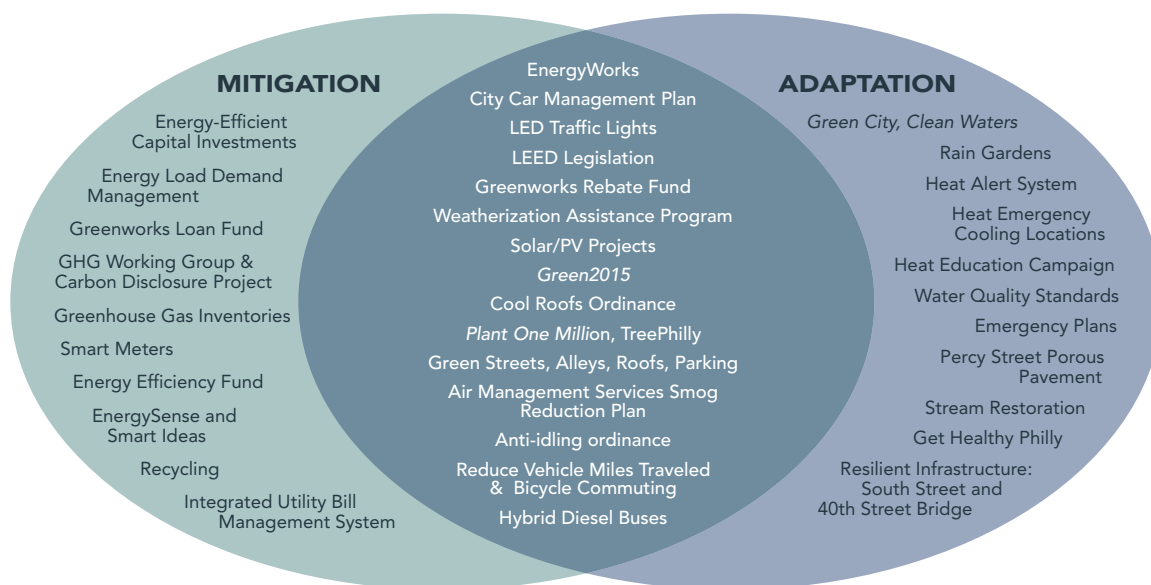 MITIGATION
Energy-Efficient
Capital Investments
Energy Load Demand
Management
Greenworks Loan Fund
GHG Working Group &
Carbon Disclosure Project
Greenhouse Gas Inventories
Smart Meters
Energy Efficiency Fund
EnergySense and
Smart Ideas
Recycling
Integrated Utility Bill
Management System
EnergyWorks
City Car Management Plan
LED Traffic Lights
LEED Legislation
Greenworks Rebate Fund
Weatherization Assistance Program
Solar/PV Projects
Green2015
Cool Roofs Ordinance
Plant One Million, TreePhilly
Green Streets, Alleys, Roofs, Parking
Air Management Services Smog
Reduction Plan
Anti-idling ordinance
Reduce Vehicle Miles Traveled
& Bicycle Commuting
Hybrid Diesel Buses
ADAPTATION
Green City, Clean Waters
Rain Gardens
Heat Alert System
Heat Emergency
Cooling Locations
Heat Education Campaign
Water Quality Standards
Emergency Plans
Percy Street Porous
Pavement
Stream Restoration
Get Healthy Philly
Resilient Infrastructure:
South Street and
40th Street Bridge